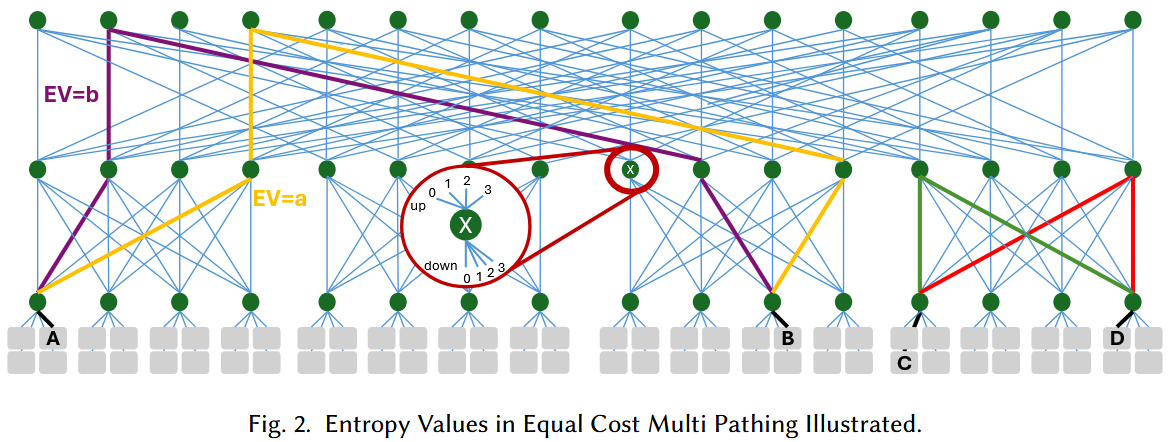 EV=b
X
EV=a
0 1 2 3
up
X
down
0 1 2 3
A
B
D
C
Fig. 2. Entropy Values in Equal Cost Multi Pathing Illustrated.